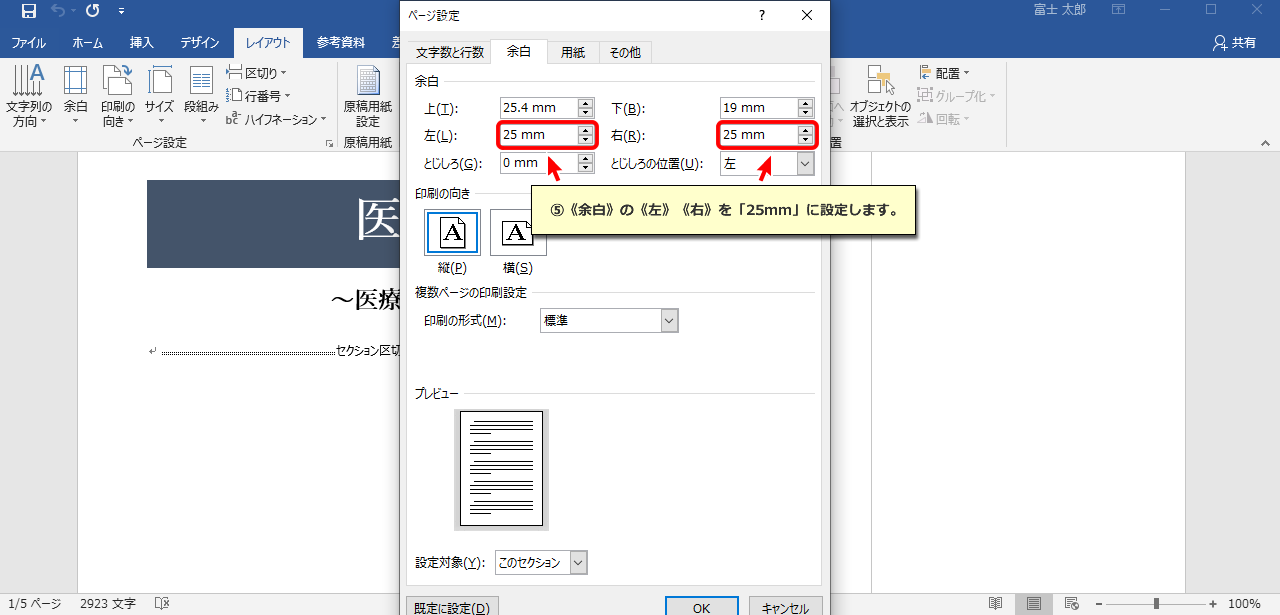 ページ設定
富士 太郎
ファイル ホーム 挿入 デザイン レイアウト 参考資料
共有
文字列の方向
余白
印刷の向き
サイズ
段組み
区切り
行番号
ハイフネーション
ページ設定
原稿用紙設定
原稿用紙
オブジェクトの選択と表示
配置
グループ化
回転
文字数と行数 余白 用紙 その他
余白
上(T): 25.4 mm 下(B): 19 mm
左(L): 25 mm 右(R): 25 mm
とじしろ(G): 0 mm とじしろの位置(U): 左
⑤《余白》の《左》《右》を「25mm」に設定します。
印刷の向き
A A
縦(P) 横(S)
複数ページの印刷設定
印刷の形式(M): 標準
プレビュー
設定対象(Y): このセクション
既定に設定(D) OK キャンセル
医
～医療
セクション区切
1/5 ページ 2923 文字 100%